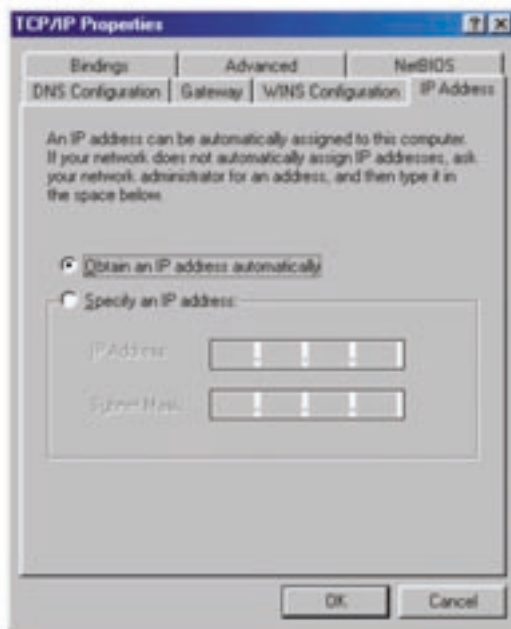 TCP/IP Properties
Bindings
Advanced
NetBIOS
DNS Configuration
Gateway
WINS Configuration
IP Address
An IP address can be automatically assigned to this computer.
If your network does not automatically assign IP addresses, ask
your network administrator for an address, and then type it in
the space below.
Obtain an IP address automatically
Specify an IP address:
IP Address:
Subnet Mask:
OK
Cancel